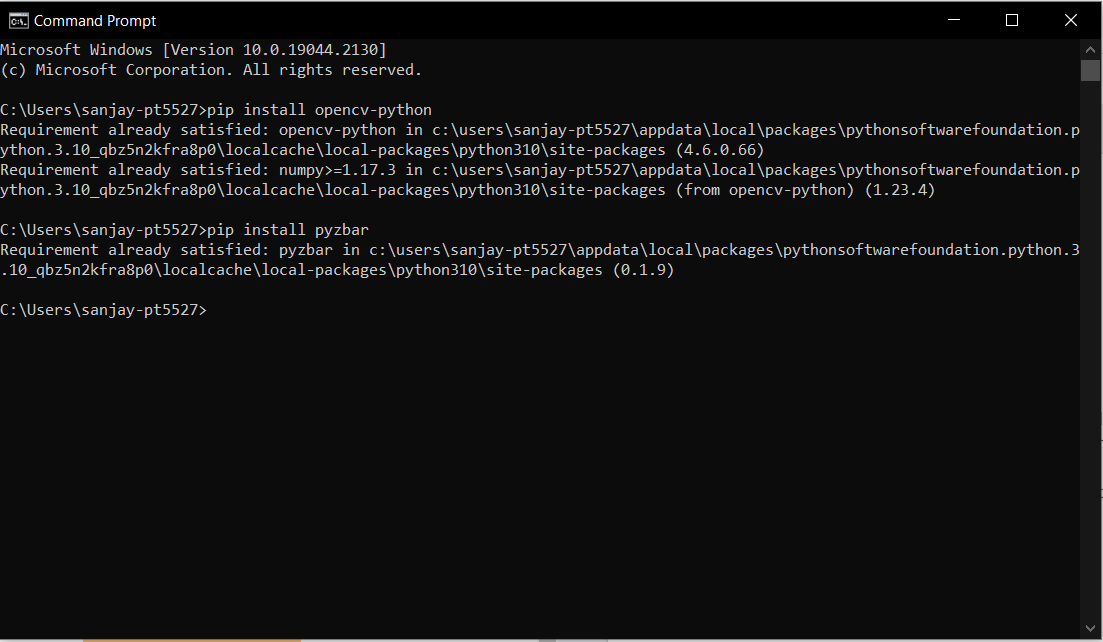 Command Prompt
Microsoft Windows [Version 10.0.19044.2130]
(c) Microsoft Corporation. All rights reserved.
C:\Users\sanjay-pt5527>pip install opencv-python
Requirement already satisfied: opencv-python in c:\users\sanjay-pt5527\appdata\local\packages\pythonsoftwarefoundation.p
ython.3.10_qbz5n2kfra8p0\localcache\local-packages\python310\site-packages (4.6.0.66)
Requirement already satisfied: numpy>=1.17.3 in c:\users\sanjay-pt5527\appdata\local\packages\pythonsoftwarefoundation.p
ython.3.10_qbz5n2kfra8p0\localcache\local-packages\python310\site-packages (from opencv-python) (1.23.4)
C:\Users\sanjay-pt5527>pip install pyzbar
Requirement already satisfied: pyzbar in c:\users\sanjay-pt5527\appdata\local\packages\pythonsoftwarefoundation.python.3
.10_qbz5n2kfra8p0\localcache\local-packages\python310\site-packages (0.1.9)
C:\Users\sanjay-pt5527>